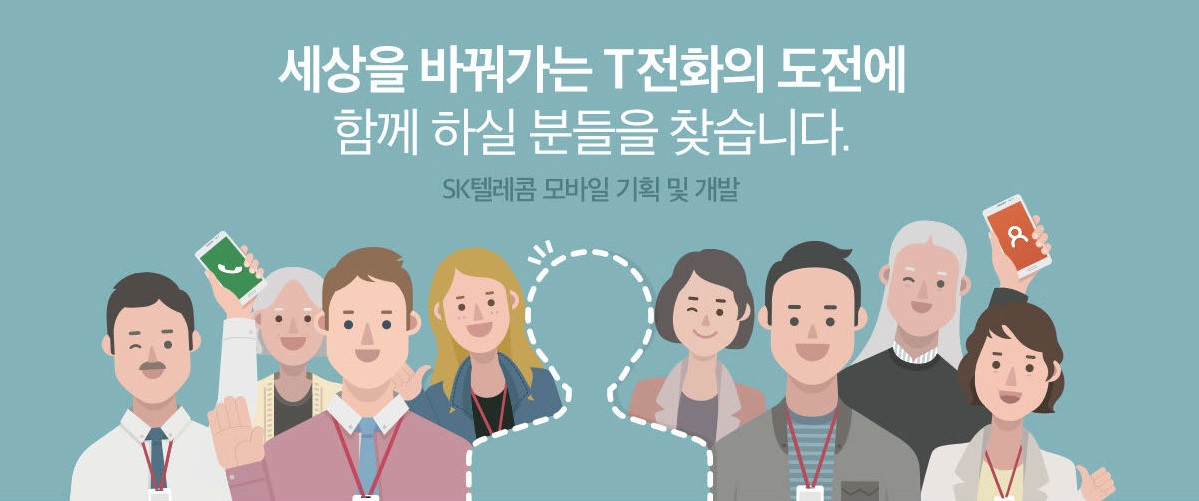 세상을 바꿔가는 T전화의 도전에
함께 하실 분들을 찾습니다.
SK텔레콤 모바일 기획 및 개발